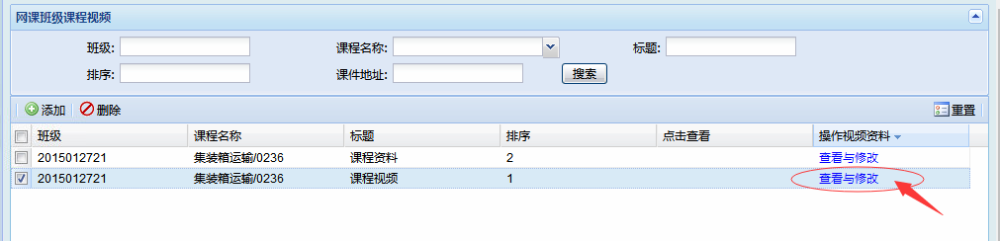 网课班级课程视频
班级: 课程名称: 标题:
排序: 课件地址: 搜索
添加 删除 重置
班级 课程名称 标题 排序 点击查看 操作视频资料
2015012721 集装箱运输/0236 课程资料 2 查看与修改
2015012721 集装箱运输/0236 课程视频 1 查看与修改